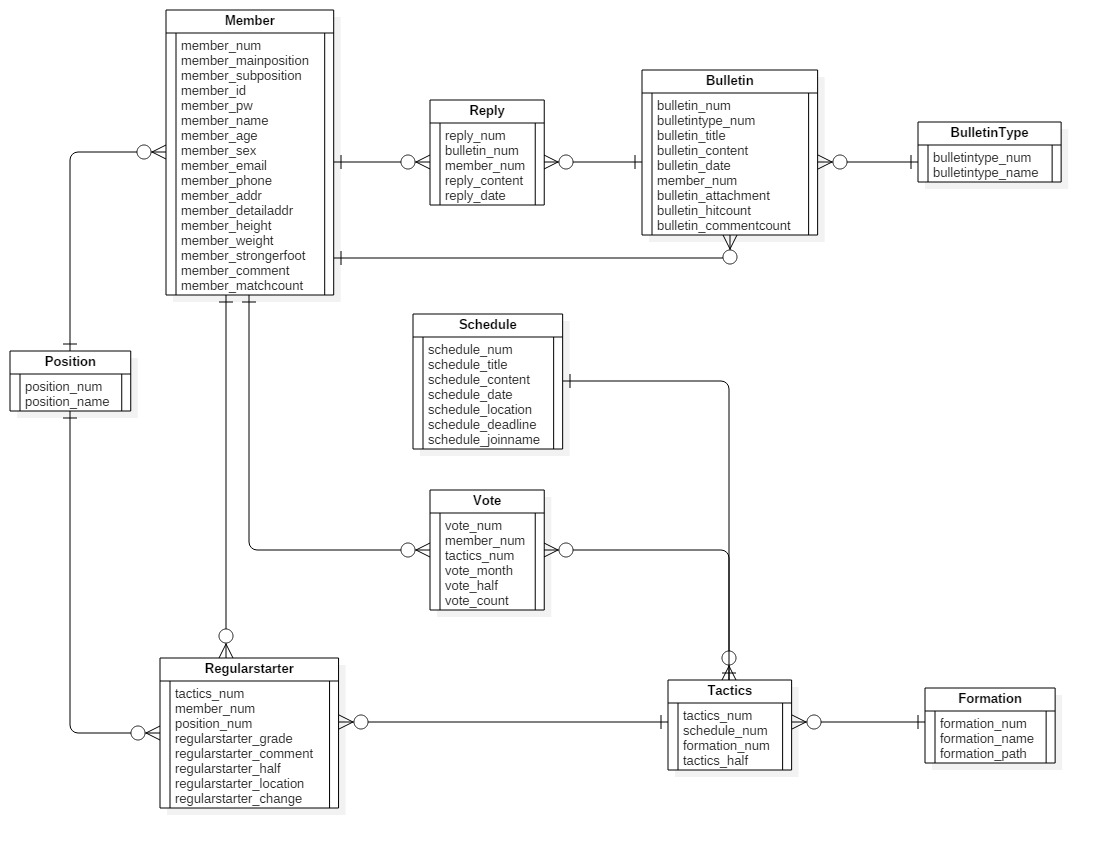 Member
member_num
member_mainposition
member_subposition
member_id
member_pw
member_name
member_age
member_sex
member_email
member_phone
member_addr
member_detailaddr
member_height
member_weight
member_strongerfoot
member_comment
member_matchcount
Reply
reply_num
bulletin_num
member_num
reply_content
reply_date
Bulletin
bulletin_num
bulletintype_num
bulletin_title
bulletin_content
bulletin_date
member_num
bulletin_attachment
bulletin_hitcount
bulletin_commentcount
BulletinType
bulletintype_num
bulletintype_name
Position
position_num
position_name
Schedule
schedule_num
schedule_title
schedule_content
schedule_date
schedule_location
schedule_deadline
schedule_joinname
Vote
vote_num
member_num
tactics_num
vote_month
vote_half
vote_count
Regularstarter
tactics_num
member_num
position_num
regularstarter_grade
regularstarter_comment
regularstarter_half
regularstarter_location
regularstarter_change
Tactics
tactics_num
schedule_num
formation_num
tactics_half
Formation
formation_num
formation_name
formation_path